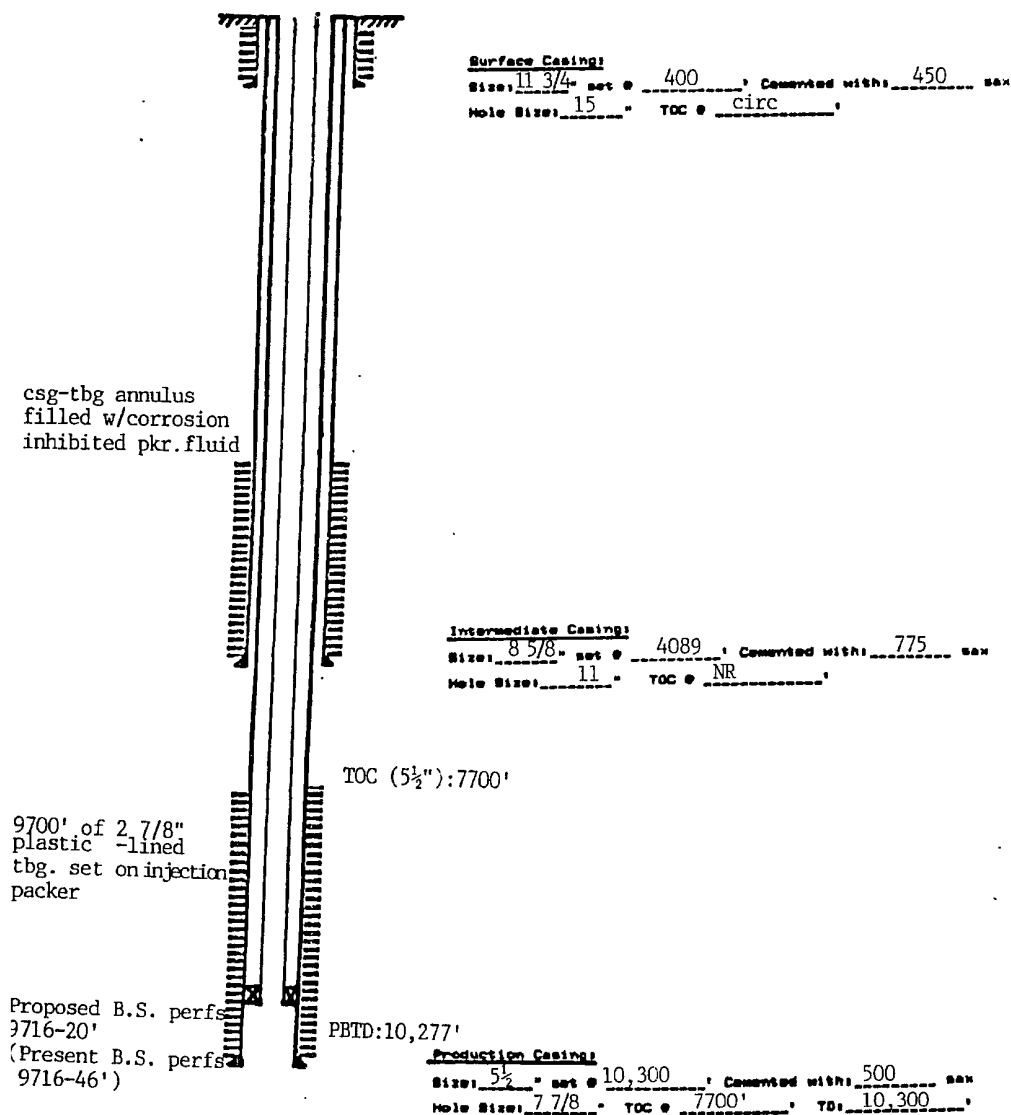 Surface Casing:
Size: 11 3/4" set @ 400 ' Cemented with: 450 sax
Hole Size: 15 " TOC @ circ '
csg-tbg annulus
filled w/corrosion
inhibited pkr.fluid
Intermediate Casing:
Size: 8 5/8" set @ 4089 ' Cemented with: 775 sax
Hole Size: 11 " TOC @ NR '
TOC (5½"):7700'
9700' of 2 7/8"
plastic -lined
tbg. set on injection
packer
Proposed B.S. perfs
9716-20'
(Present B.S. perfs
9716-46')
PBTD:10,277'
Production Casing:
Size: 5½ " set @ 10,300 ' Cemented with: 500 sax
Hole Size: 7 7/8 " TOC @ 7700' ' TD: 10,300 '